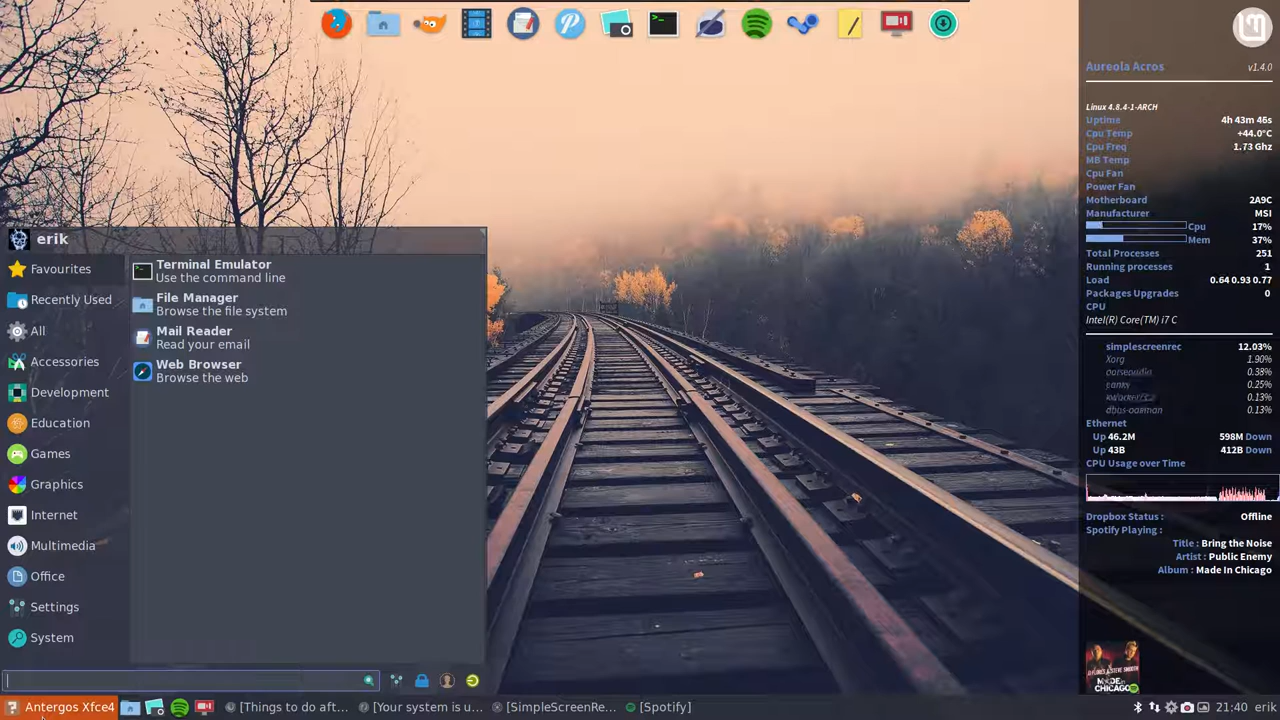 Aureola Acros v1.4.0
Linux 4.8.4-1-ARCH
Uptime 4h 43m 46s
Cpu Temp +44.0°C
Cpu Freq 1.73 Ghz
MB Temp
Cpu Fan
Power Fan
Motherboard 2A9C
Manufacturer MSI
Cpu 17%
Mem 37%
Total Processes 251
Running processes 1
Load 0.64 0.93 0.77
Packages Upgrades 0
CPU
Intel(R) Core(TM) i7 C
simplescreenrec 12.03%
Xorg 1.90%
0.38%
conky 0.25%
0.13%
0.13%
Ethernet
Up 46.2M 598M Down
Up 43B 412B Down
CPU Usage over Time
Dropbox Status : Offline
Spotify Playing :
Title : Bring the Noise
Artist : Public Enemy
Album : Made In Chicago
MADE IN
CHICAGO
erik
Favourites
Recently Used
All
Accessories
Development
Education
Games
Graphics
Internet
Multimedia
Office
Settings
System
Terminal Emulator
Use the command line
File Manager
Browse the file system
Mail Reader
Read your email
Web Browser
Browse the web
Antergos Xfce4 [Things to do aft... [Your system is u... [SimpleScreenRe... [Spotify] 21:40 erik